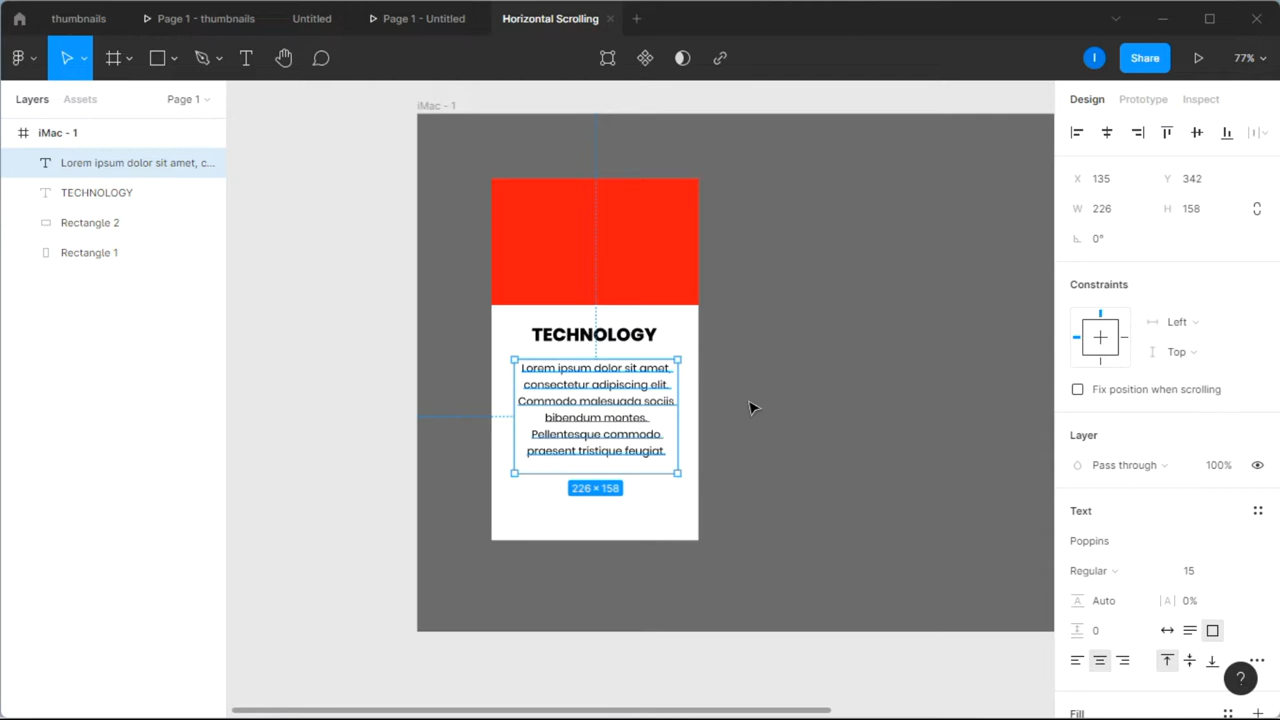 thumbnails
Page 1 - thumbnails
Untitled
Page 1 - Untitled
Horizontal Scrolling
T
I
Share
77%
Layers
Assets
Page 1
iMac - 1
Lorem ipsum dolor sit amet, c...
TECHNOLOGY
Rectangle 2
Rectangle 1
iMac - 1
TECHNOLOGY
Lorem ipsum dolor sit amet,
consectetur adipiscing elit.
Commodo malesuada sociis
bibendum montes.
Pellentesque commodo
praesent tristique feugiat.
226 × 158
Design
Prototype
Inspect
X 135
Y 342
W 226
H 158
0°
Constraints
Left
Top
Fix position when scrolling
Layer
Pass through
100%
Text
Poppins
Regular
15
Auto
|A| 0%
0
?
Fill